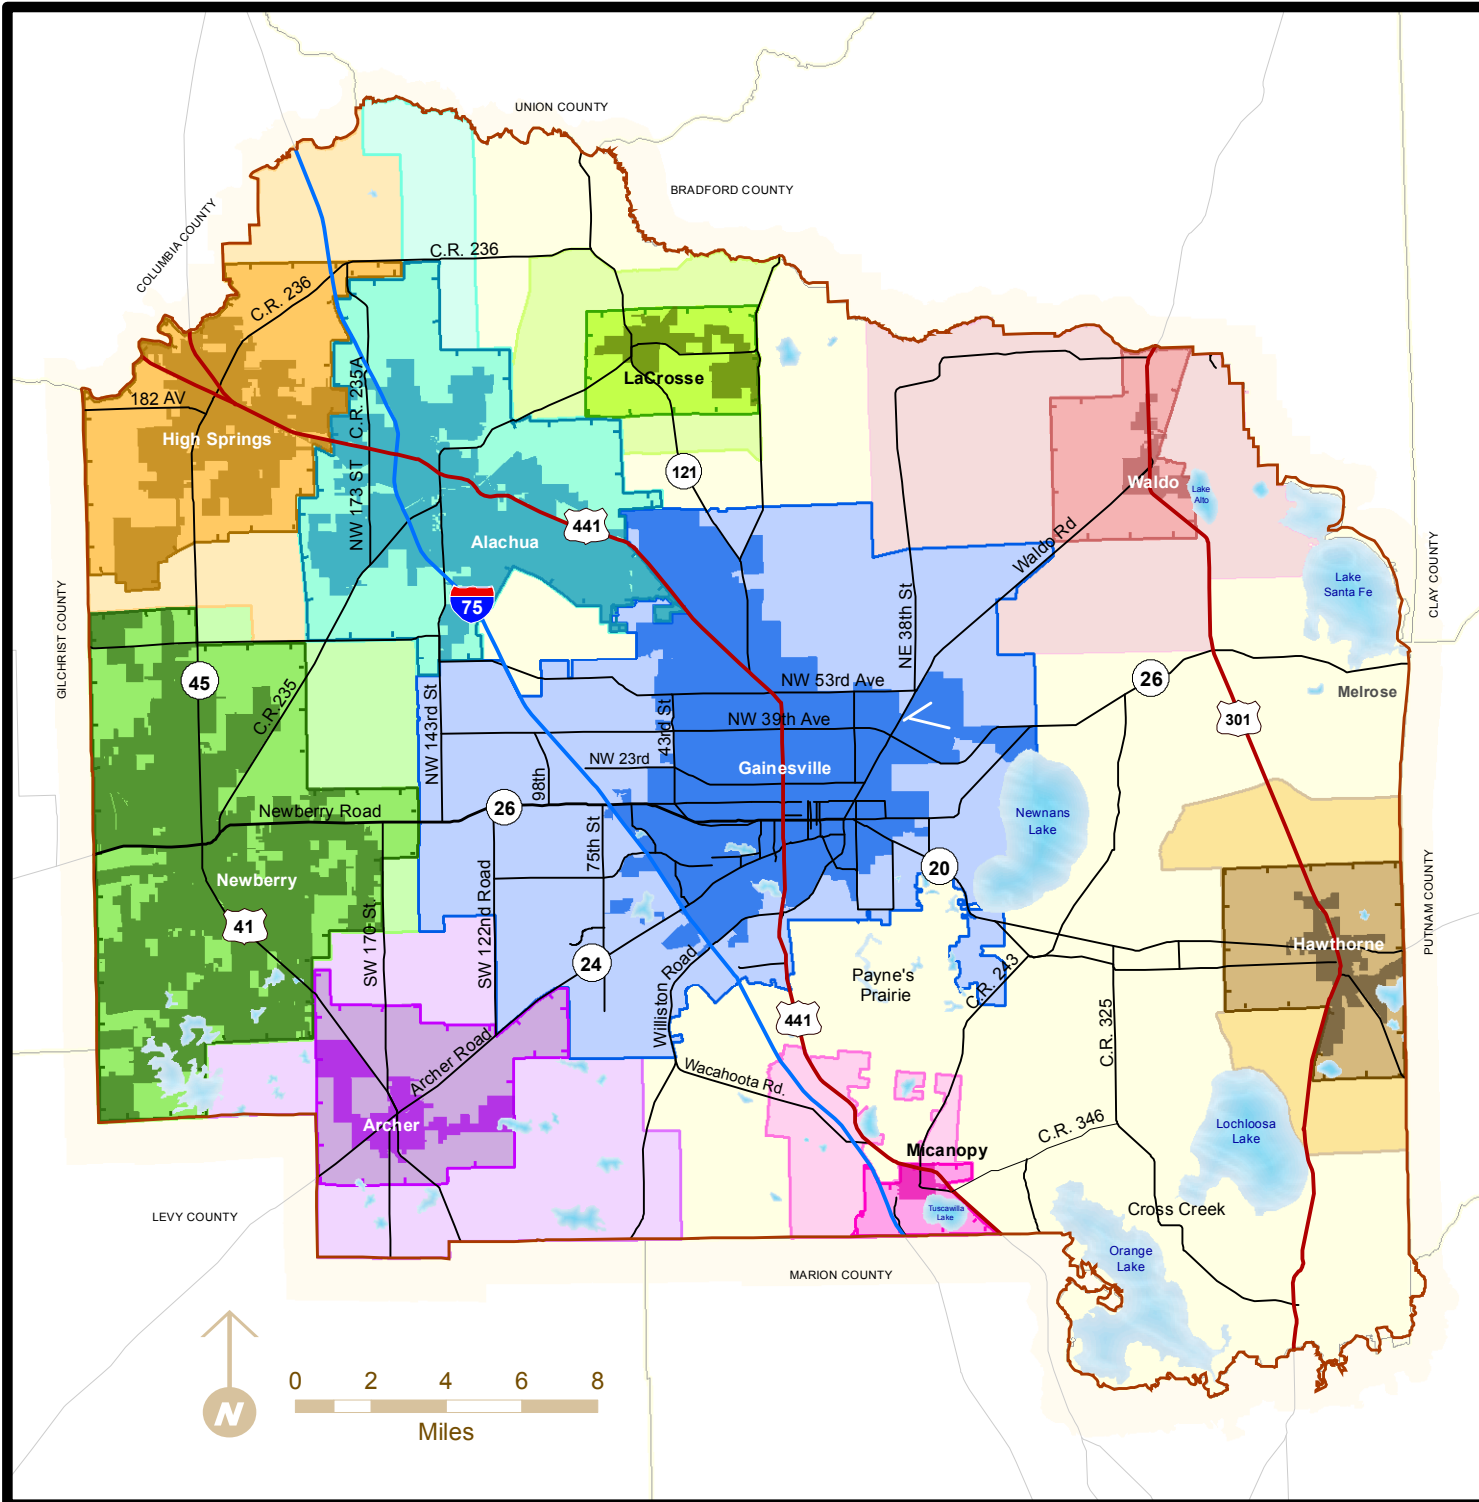 UNION COUNTY
BRADFORD COUNTY
COLUMBIA COUNTY
C.R. 236
C.R. 236
LaCrosse
182 AV
High Springs
NW 173 ST
C.R. 235A
121
Waldo
Lake
Alto
441
Alachua
Waldo Rd
CLAY COUNTY
Lake
Santa Fe
GILCHRIST COUNTY
75
NE 38th St
45
C.R.235
NW 143rd St
43rd St
NW 53rd Ave
26
Melrose
NW 39th Ave
301
NW 23rd
98th
Gainesville
Newberry Road
26
75th St
Newnans
Lake
20
PUTNAM COUNTY
Newberry
SW 122nd Road
41
SW 170 St.
24
Williston Road
Payne's
Prairie
C.R. 243
Hawthorne
441
C.R. 325
Archer Road
Wacahoota Rd.
Archer
Micanopy
C.R. 346
Lochloosa
Lake
Tuscawilla
Lake
Cross Creek
LEVY COUNTY
Orange
Lake
MARION COUNTY
0 2 4 6 8
Miles
N